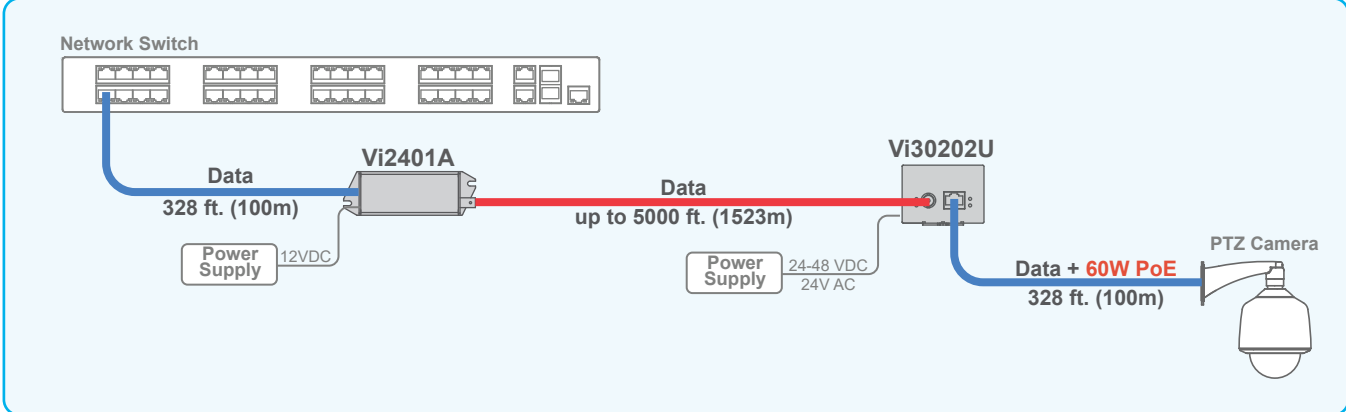 Network Switch
Vi2401A
Data
328 ft. (100m)
Power
Supply
12VDC
Data
up to 5000 ft. (1523m)
Vi30202U
Power
Supply
24-48 VDC
24V AC
Data + 60W PoE
328 ft. (100m)
PTZ Camera